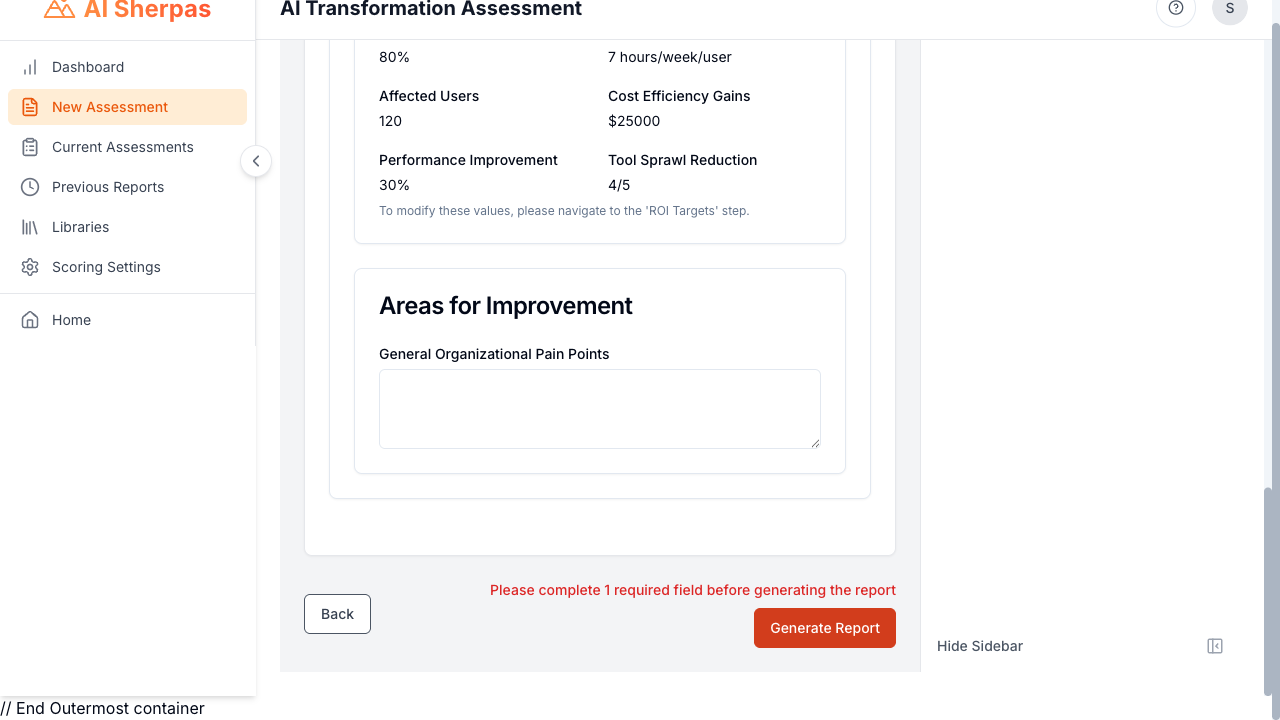 AI Sherpas
AI Transformation Assessment
S
Dashboard
New Assessment
Current Assessments
Previous Reports
Libraries
Scoring Settings
Home
80%
7 hours/week/user
Affected Users
Cost Efficiency Gains
120
$25000
Performance Improvement
Tool Sprawl Reduction
30%
4/5
To modify these values, please navigate to the 'ROI Targets' step.
Areas for Improvement
General Organizational Pain Points
Please complete 1 required field before generating the report
Back
Generate Report
Hide Sidebar
// End Outermost container